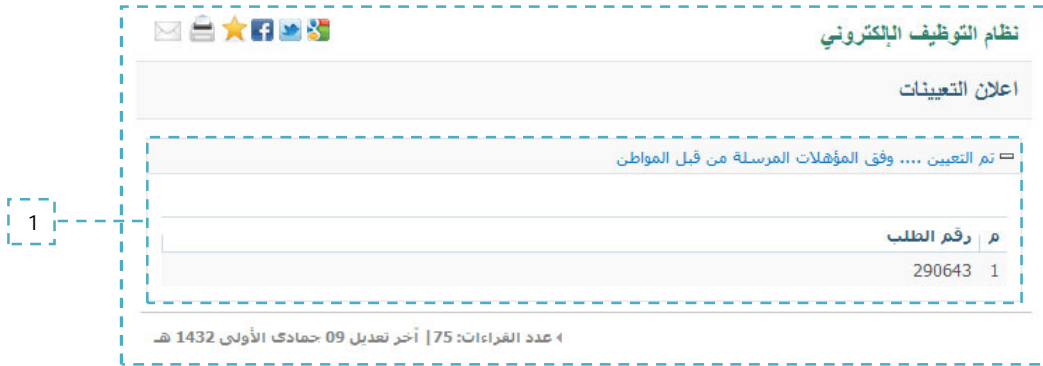 نظام التوظيف الإلكتروني
اعلان التعيينات
تم التعيين .... وفق المؤهلات المرسلة من قبل المواطن
م رقم الطلب
1 290643
عدد القراءات: 75| آخر تعديل 09 جمادى الأولى 1432 هـ
1